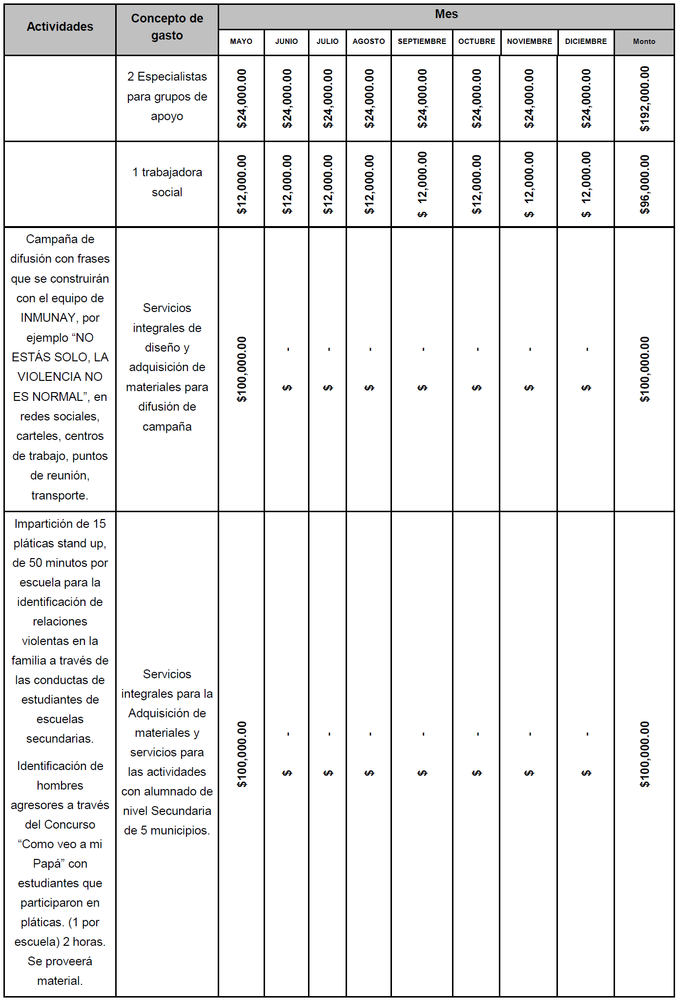 Actividades
Concepto de
gasto
Mes
MAYO
JUNIO
JULIO
AGOSTO
SEPTIEMBRE
OCTUBRE
NOVIEMBRE
DICIEMBRE
Monto
2 Especialistas
para grupos de
apoyo
$24,000.00
$24,000.00
$24,000.00
$24,000.00
$24,000.00
$24,000.00
$24,000.00
$24,000.00
$192,000.00
1 trabajadora
social
$12,000.00
$12,000.00
$12,000.00
$12,000.00
$ 12,000.00
$12,000.00
$ 12,000.00
$ 12,000.00
$96,000.00
Campaña de
difusión con frases
que se construirán
con el equipo de
INMUNAY, por
ejemplo “NO
ESTÁS SOLO, LA
VIOLENCIA NO
ES NORMAL”, en
redes sociales,
carteles, centros
de trabajo, puntos
de reunión,
transporte.
Servicios
integrales de
diseño y
adquisición de
materiales para
difusión de
campaña
$100,000.00
$ -
$ -
$ -
$ -
$ -
$ -
$ -
$100,000.00
Impartición de 15
pláticas stand up,
de 50 minutos por
escuela para la
identificación de
relaciones
violentas en la
familia a través de
las conductas de
estudiantes de
escuelas
secundarias.
Identificación de
hombres
agresores a través
del Concurso
“Como veo a mi
Papá” con
estudiantes que
participaron en
pláticas. (1 por
escuela) 2 horas.
Se proveerá
material.
Servicios
integrales para la
Adquisición de
materiales y
servicios para
las actividades
con alumnado de
nivel Secundaria
de 5 municipios.
$100,000.00
$ -
$ -
$ -
$ -
$ -
$ -
$ -
$100,000.00